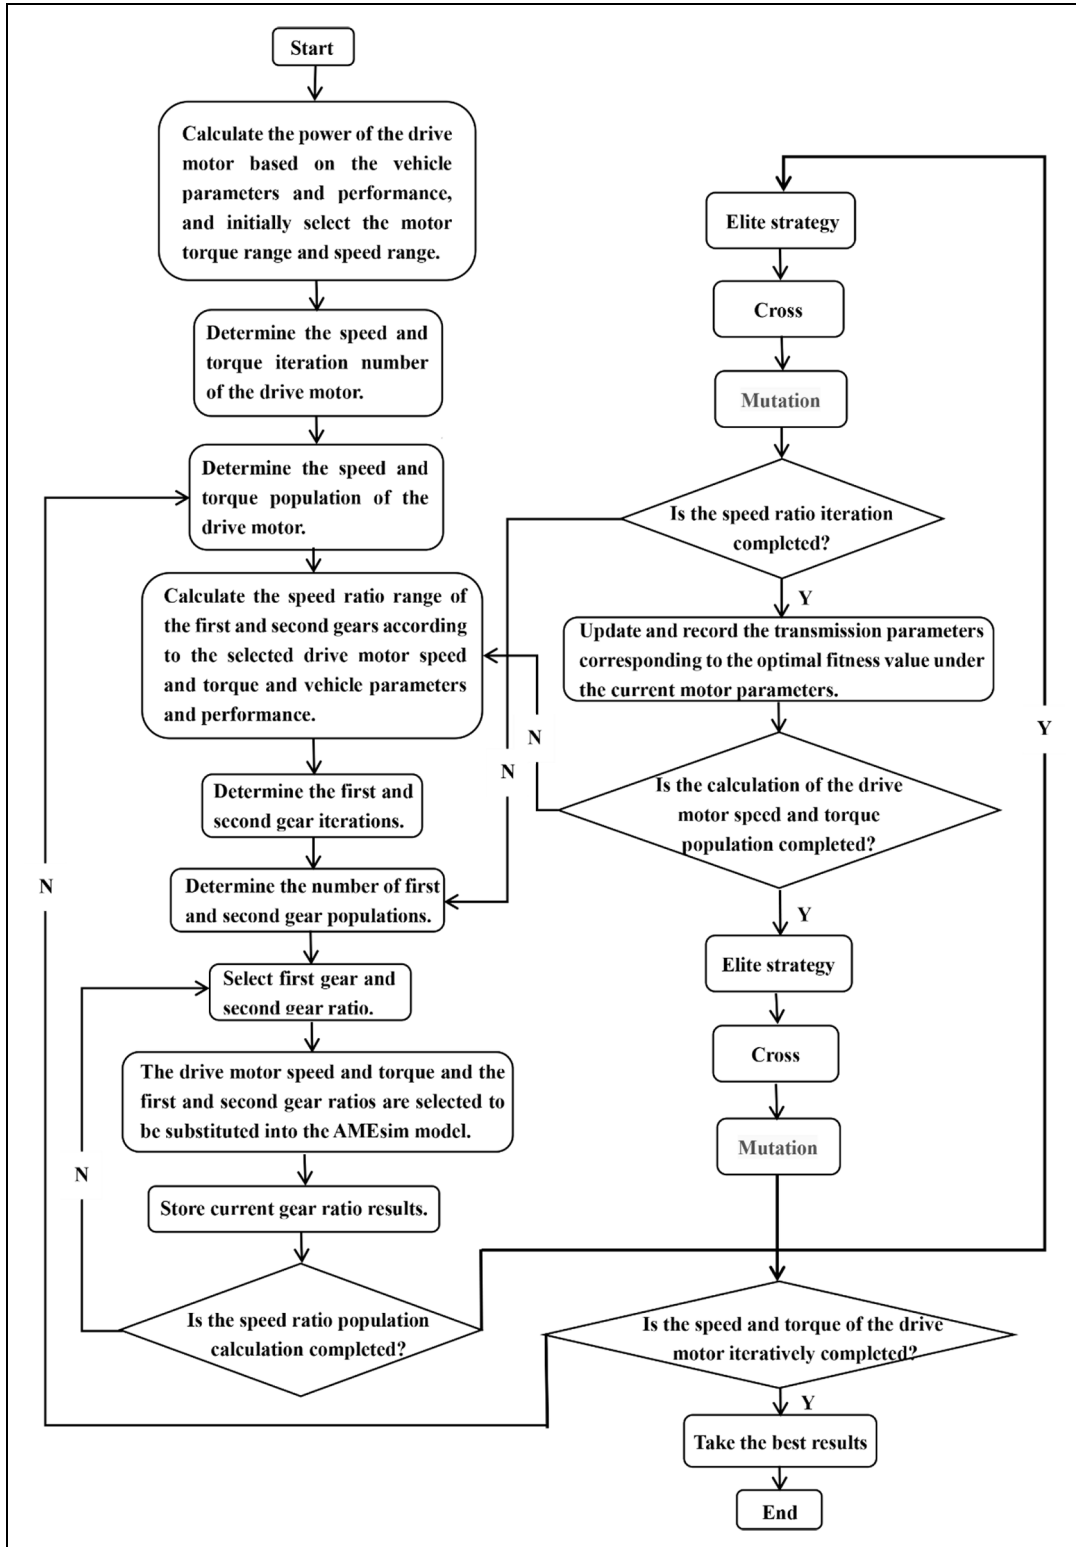 Start
Calculate the power of the drive
motor based on the vehicle
parameters and performance,
and initially select the motor
torque range and speed range.
Determine the speed and
torque iteration number
of the drive motor.
Determine the speed and
torque population of the
drive motor.
Calculate the speed ratio range of
the first and second gears according
to the selected drive motor speed
and torque and vehicle parameters
and performance.
Determine the first and
second gear iterations.
Determine the number of first
and second gear populations.
Select first gear and
second gear ratio.
The drive motor speed and torque and the
first and second gear ratios are selected to
be substituted into the AMEsim model.
Store current gear ratio results.
Is the speed ratio population
calculation completed?
N
N
Elite strategy
Cross
Mutation
Is the speed ratio iteration
completed?
Y
Update and record the transmission parameters
corresponding to the optimal fitness value under
the current motor parameters.
N
N
Y
Is the calculation of the drive
motor speed and torque
population completed?
Y
Elite strategy
Cross
Mutation
Is the speed and torque of the drive
motor iteratively completed?
Y
Take the best results
End